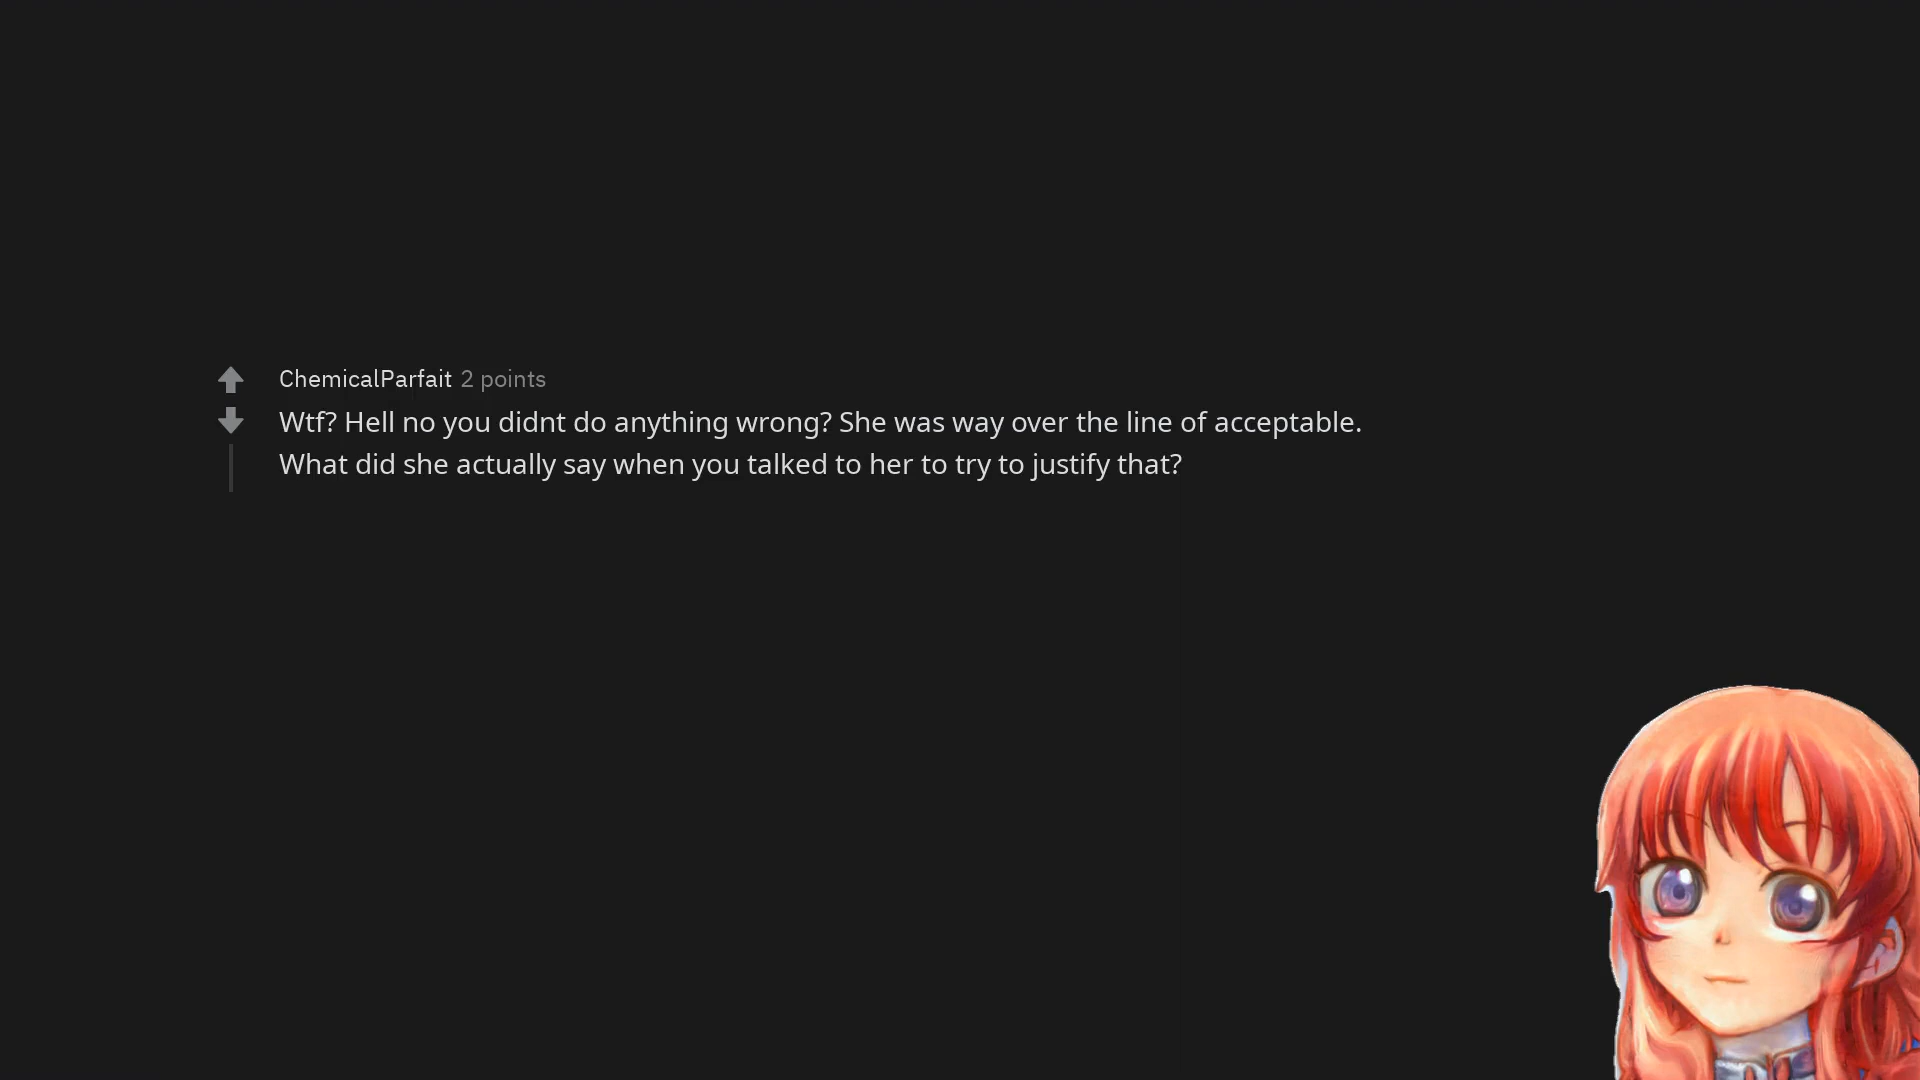 ChemicalParfait 2 points
Wtf? Hell no you didnt do anything wrong? She was way over the line of acceptable.
What did she actually say when you talked to her to try to justify that?